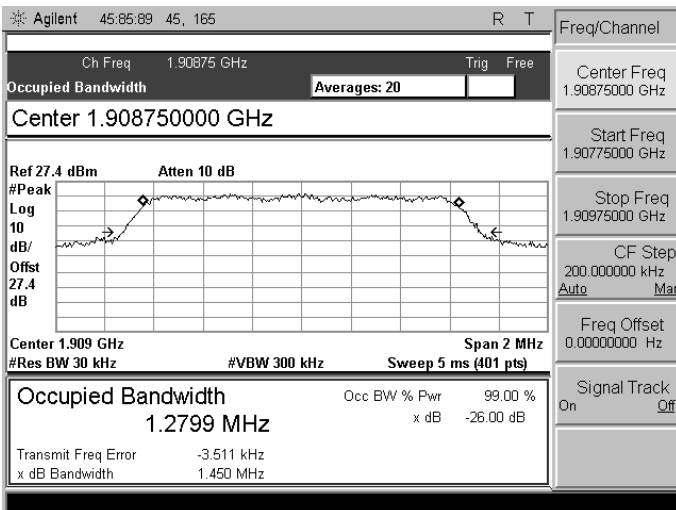 Agilent 45:85:89 45, 165 R T
Freq/Channel
Ch Freq 1.90875 GHz Trig Free
Occupied Bandwidth Averages: 20
Center 1.908750000 GHz
Ref 27.4 dBm Atten 10 dB
#Peak
Log
10
dB/
Offst
27.4
dB
Center 1.909 GHz Span 2 MHz
#Res BW 30 kHz #VBW 300 kHz Sweep 5 ms (401 pts)
Occupied Bandwidth Occ BW % Pwr 99.00 %
1.2799 MHz x dB -26.00 dB
Transmit Freq Error -3.511 kHz
x dB Bandwidth 1.450 MHz
Center Freq
1.90875000 GHz
Start Freq
1.90775000 GHz
Stop Freq
1.90975000 GHz
CF Step
200.000000 kHz
Auto Mar
Freq Offset
0.00000000 Hz
Signal Track
On Off